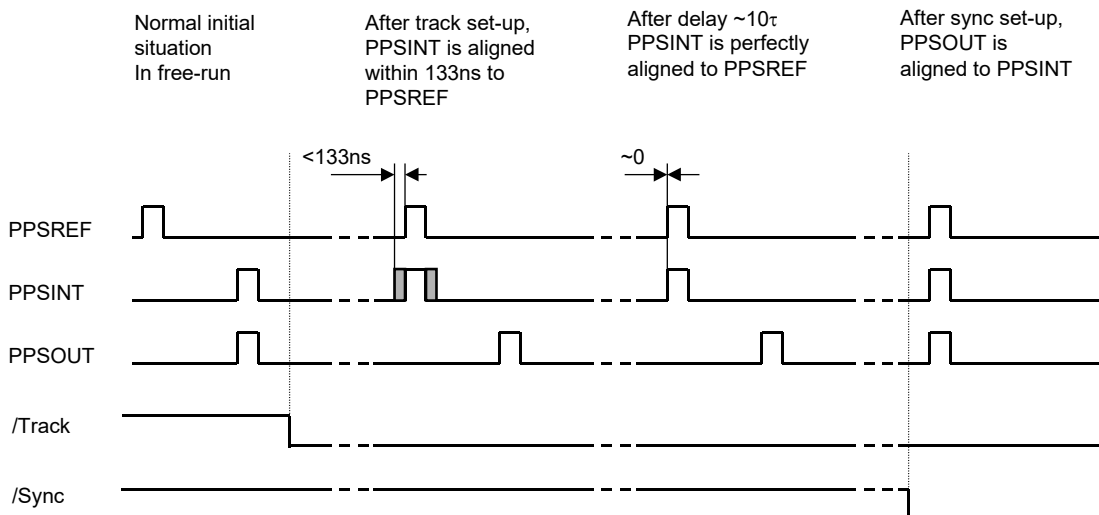 Normal initial
situation
In free-run
After track set-up,
PPSINT is aligned
within 133ns to
PPSREF
After delay ~10τ
PPSINT is perfectly
aligned to PPSREF
After sync set-up,
PPSOUT is
aligned to PPSINT
<133ns
~0
PPSREF
PPSINT
PPSOUT
/Track
/Sync